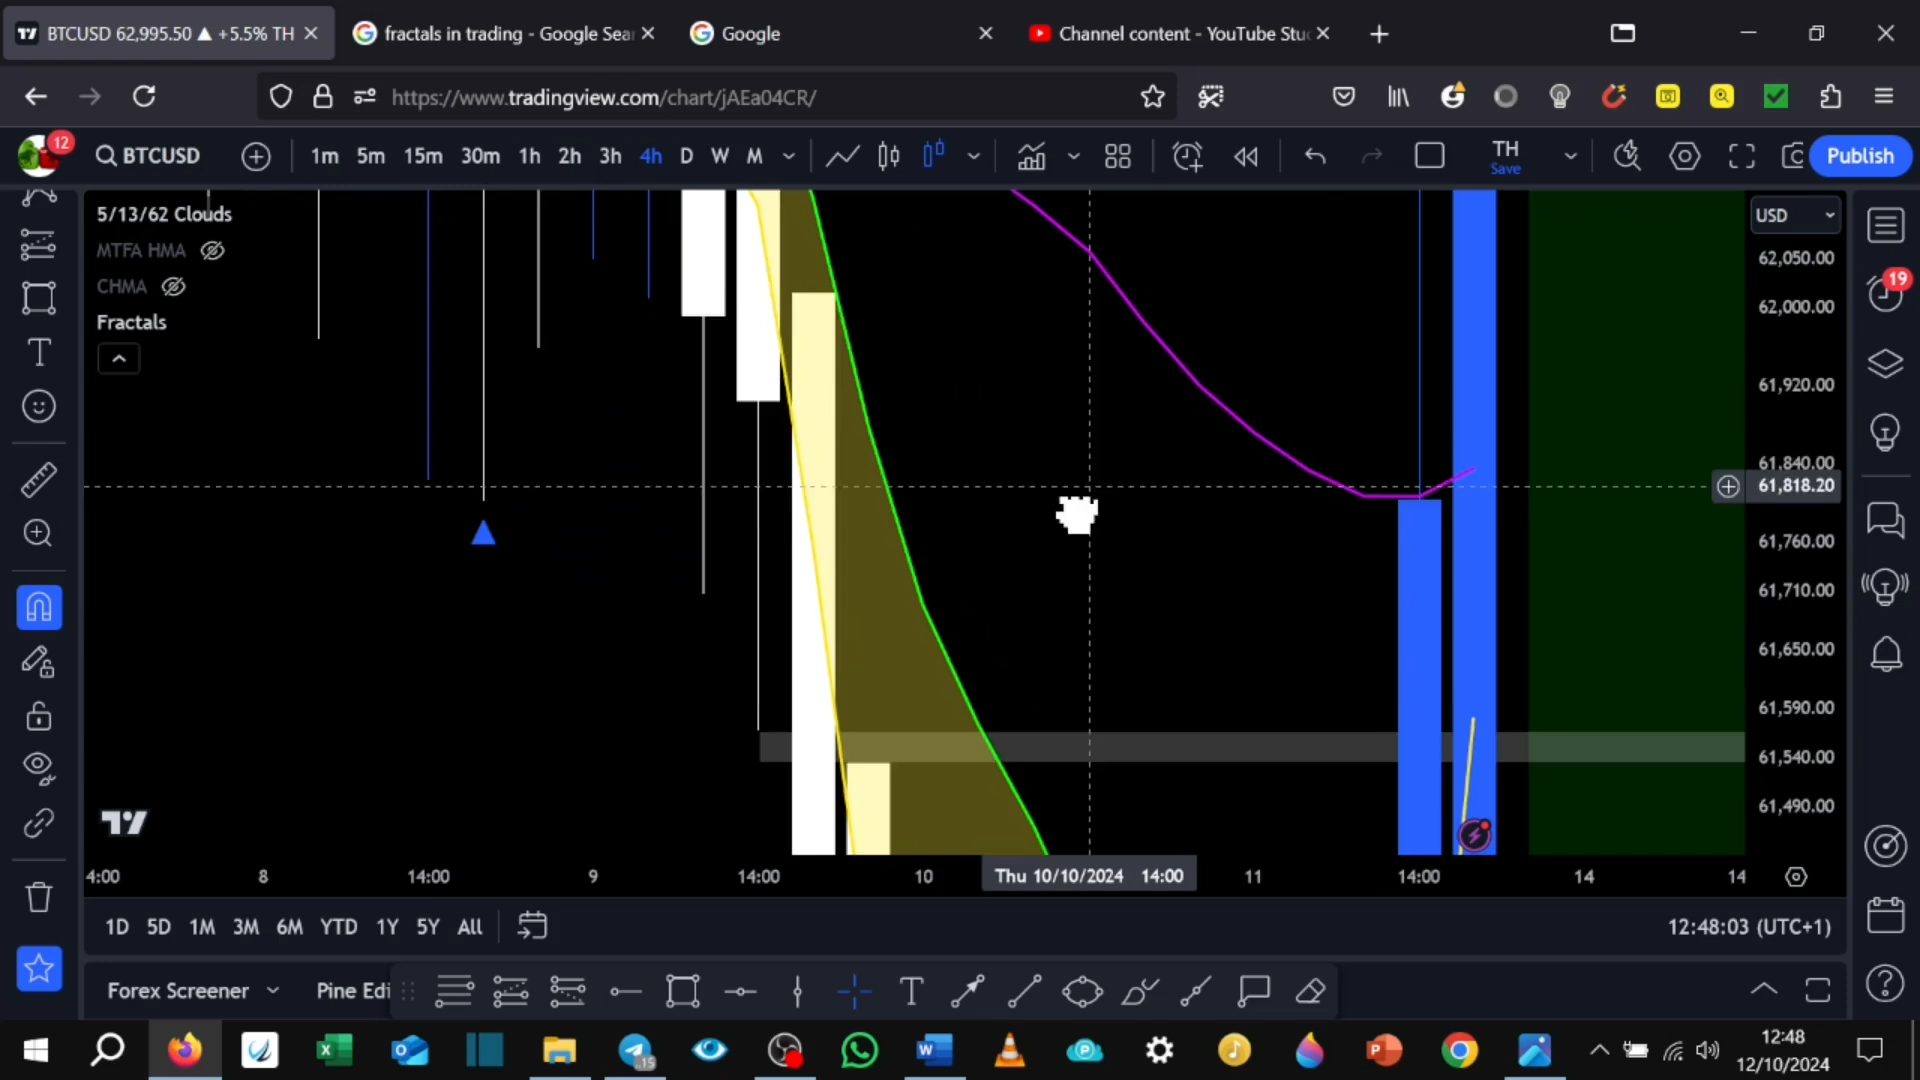 BTCUSD 62,995.50 ▲ +5.5% TH
fractals in trading - Google Sear
Google
Channel content - YouTube Stu
https://www.tradingview.com/chart/jAEa04CR/
12
BTCUSD
1m 5m 15m 30m 1h 2h 3h 4h D W M
TH
Save
Publish
5/13/62 Clouds
MTFA HMA
CHMA
Fractals
USD
62,050.00
62,000.00
61,920.00
61,840.00
61,818.20
61,760.00
61,710.00
61,650.00
61,590.00
61,540.00
61,490.00
19
4:00 8 14:00 9 14:00 10 Thu 10/10/2024 14:00 11 14:00 14 14
1D 5D 1M 3M 6M YTD 1Y 5Y All
12:48:03 (UTC+1)
Forex Screener
Pine Edi
15
12:48
12/10/2024